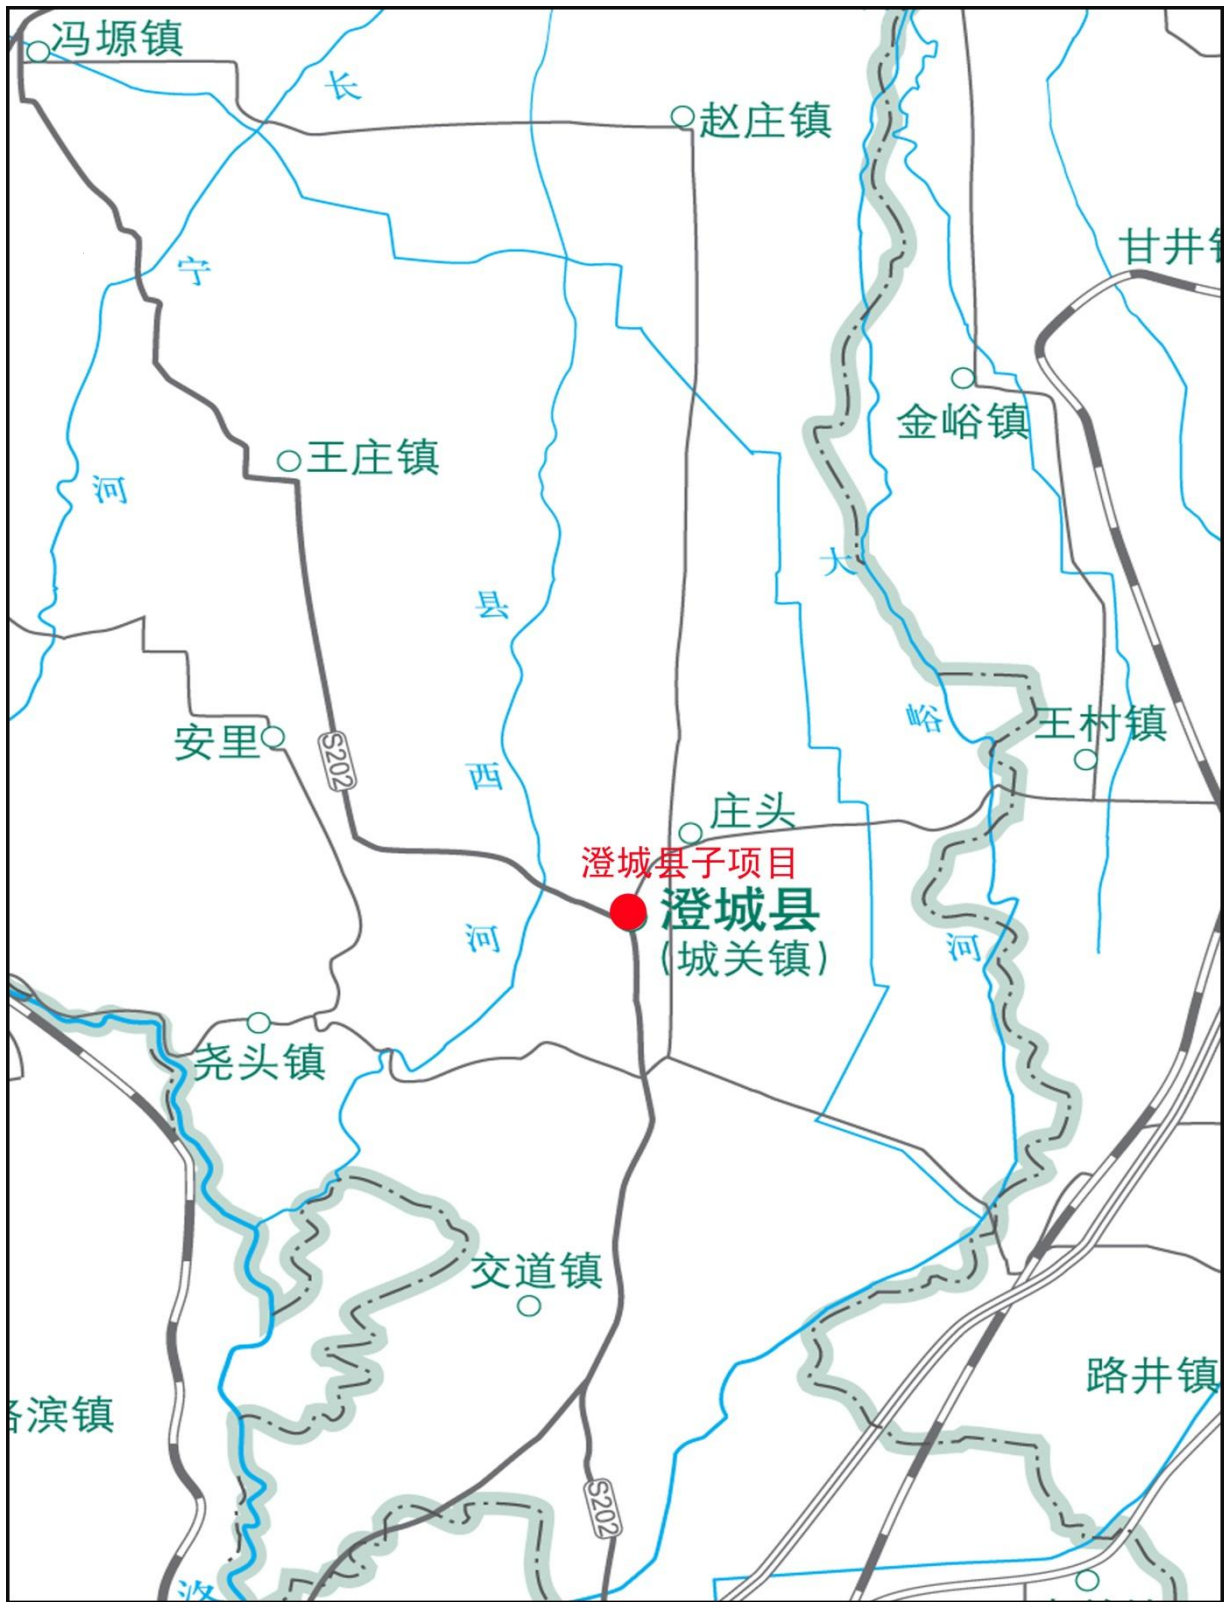 冯塬镇
长
赵庄镇
甘井
宁
金峪镇
王庄镇
河
大
县
峪
王村镇
安里
S202
西
庄头
澄城县子项目
澄城县
(城关镇)
河
河
尧头镇
交道镇
路井镇
滨镇
S202
洛